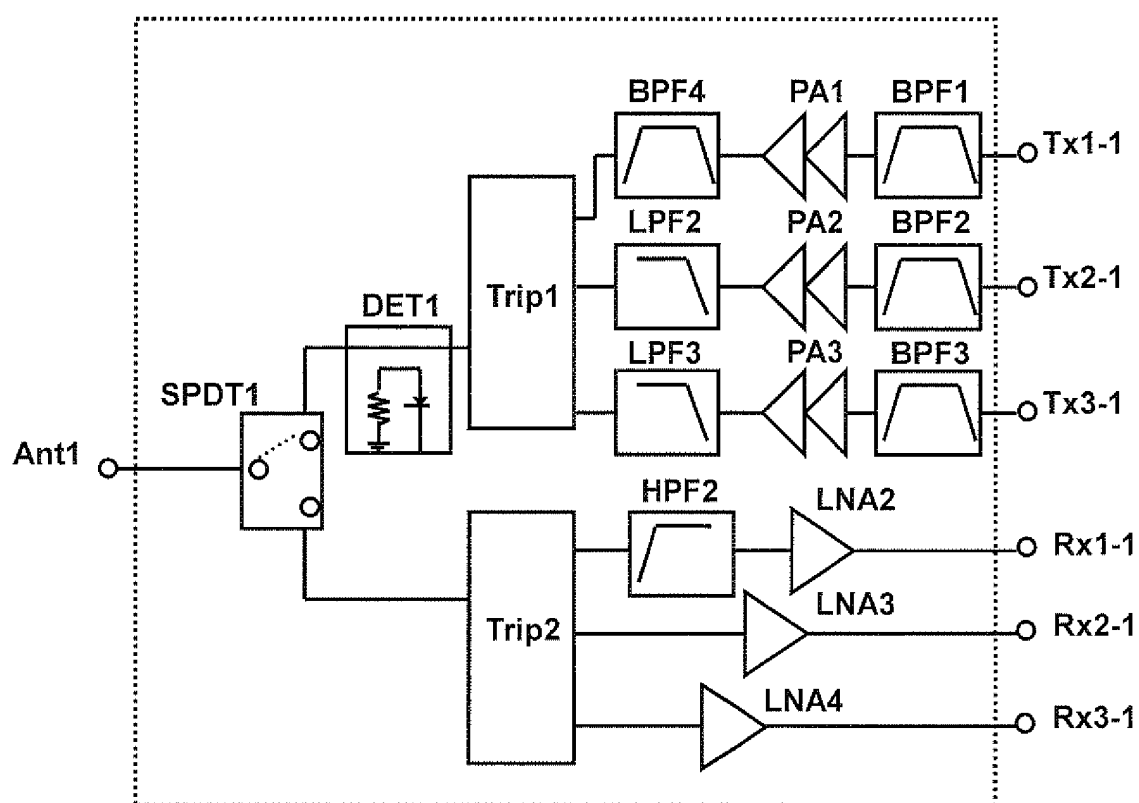 BPF4 PA1 BPF1
Tx1-1
LPF2 PA2 BPF2
Trip1
Tx2-1
DET1
LPF3 PA3 BPF3
SPDT1
Tx3-1
Ant1
HPF2
LNA2
Rx1-1
LNA3
Trip2
Rx2-1
LNA4
Rx3-1